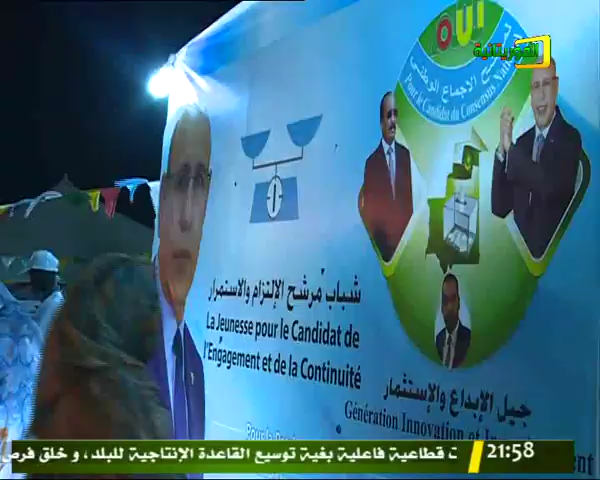 OUI
الموريتانية
مرشح الاجماع الوطني
Pour le Candidat du Consensus
شباب مرشح الإلتزام والاستمرار
La Jeunesse pour le Candidat de
l'Engagement et de la Continuité
جيل الإبداع والإستثمار
Génération Innovation et
قطاعية فاعلية بغية توسيع القاعدة الإنتاجية للبلد، و خلق فرص
21:58